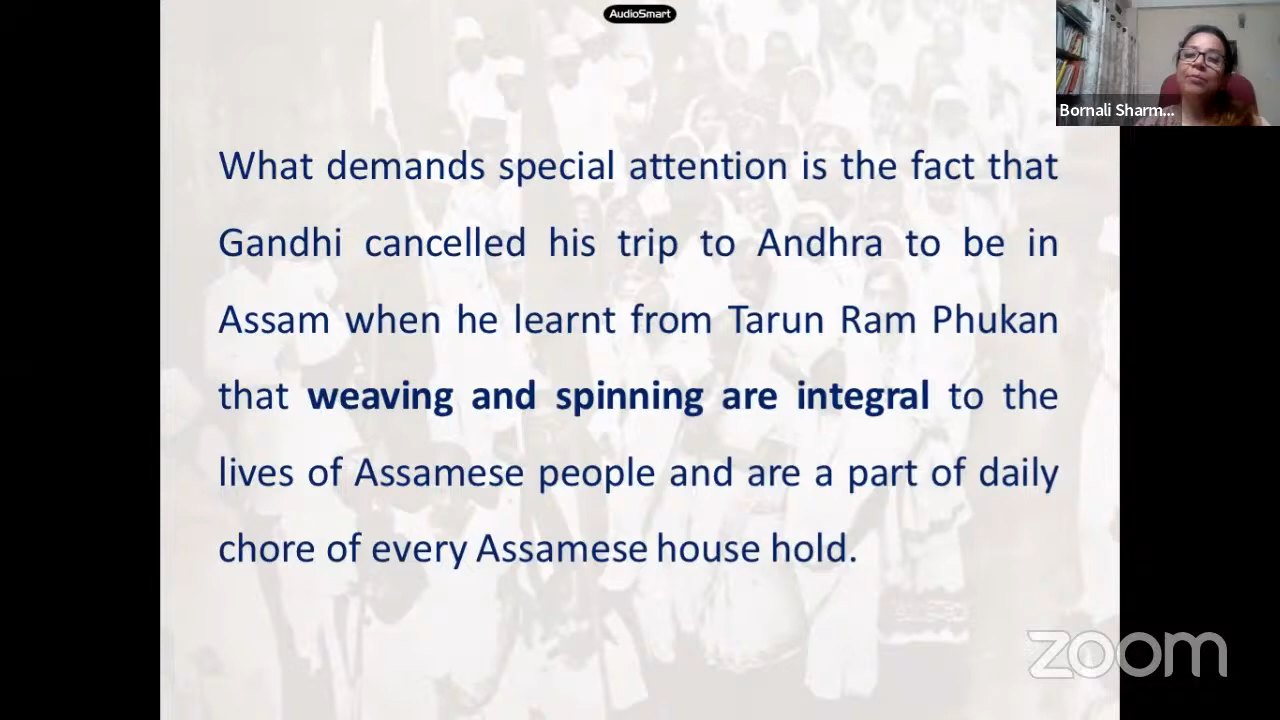 AudioSmart
Bornali Sharm...
What demands special attention is the fact that
Gandhi cancelled his trip to Andhra to be in
Assam when he learnt from Tarun Ram Phukan
that weaving and spinning are integral to the
lives of Assamese people and are a part of daily
chore of every Assamese house hold.
zoom